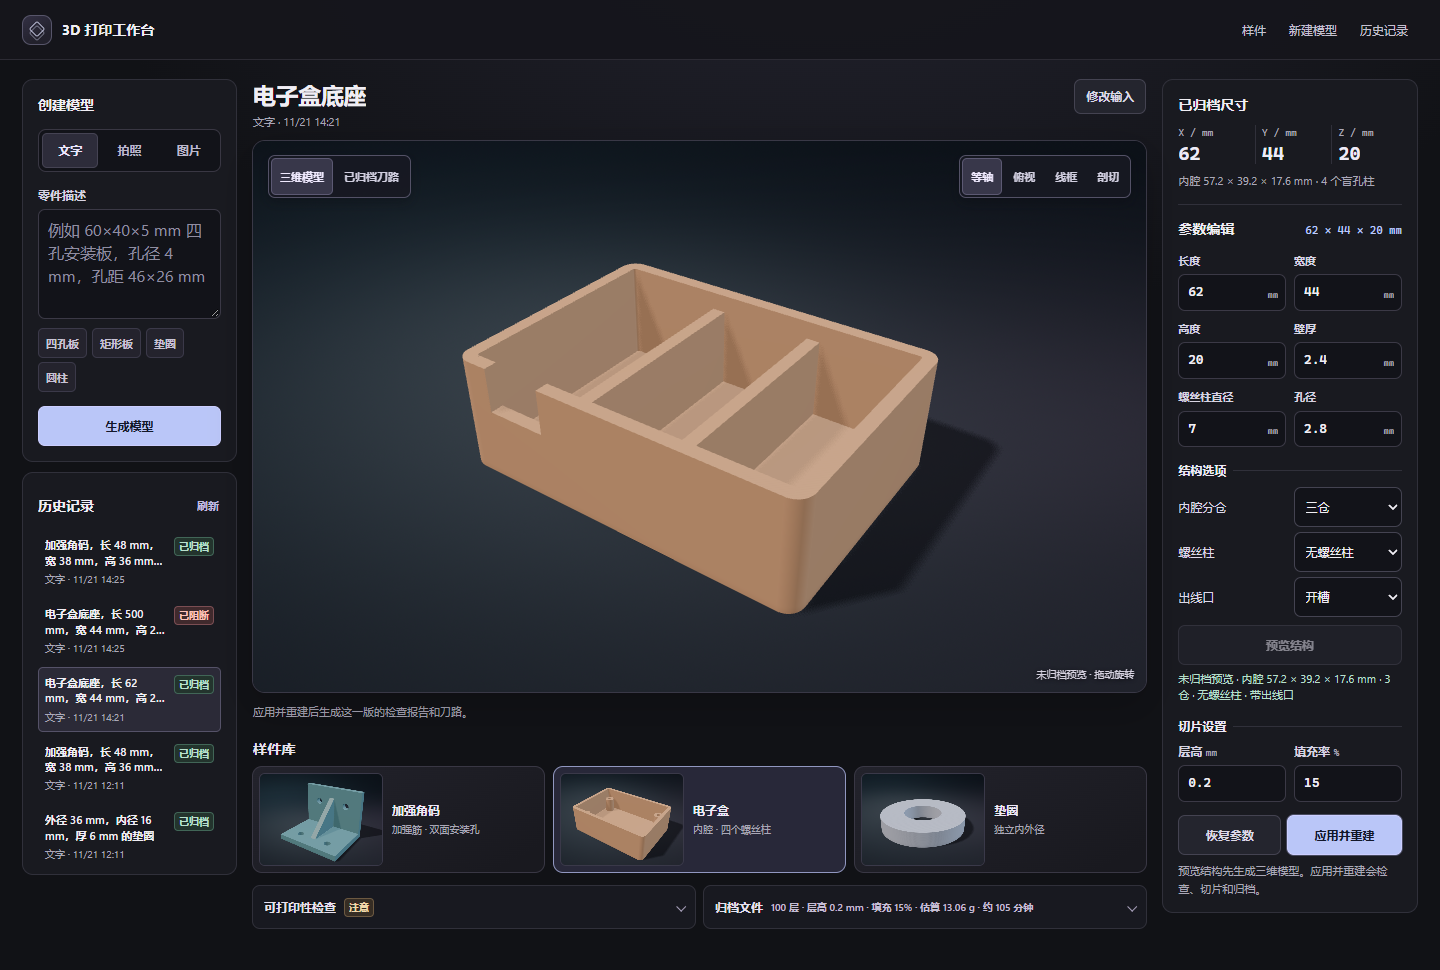 3D 打印工作台
样件
新建模型
历史记录
创建模型
文字
拍照
图片
零件描述
例如 60×40×5 mm 四
孔安装板，孔径 4
mm，孔距 46×26 mm
四孔板
矩形板
垫圈
圆柱
生成模型
历史记录
刷新
加强角码，长 48 mm，
宽 38 mm，高 36 mm...
已归档
文字 · 11/21 14:25
电子盒底座，长 500
mm，宽 44 mm，高 2...
已阻断
文字 · 11/21 14:25
电子盒底座，长 62
mm，宽 44 mm，高 2...
已归档
文字 · 11/21 14:21
加强角码，长 48 mm，
宽 38 mm，高 36 mm...
已归档
文字 · 11/21 12:11
外径 36 mm，内径 16
mm，厚 6 mm 的垫圈
已归档
文字 · 11/21 12:11
电子盒底座
文字 · 11/21 14:21
修改输入
三维模型
已归档刀路
等轴
俯视
线框
剖切
未归档预览 · 拖动旋转
应用并重建后生成这一版的检查报告和刀路。
样件库
加强角码
加强筋 · 双面安装孔
电子盒
内腔 · 四个螺丝柱
垫圈
独立内外径
可打印性检查
注意
归档文件
100 层 · 层高 0.2 mm · 填充 15% · 估算 13.06 g · 约 105 分钟
已归档尺寸
X / mm
Y / mm
Z / mm
62
44
20
内腔 57.2 × 39.2 × 17.6 mm · 4 个盲孔柱
参数编辑
62 × 44 × 20 mm
长度
宽度
62 mm
44 mm
高度
壁厚
20 mm
2.4 mm
螺丝柱直径
孔径
7 mm
2.8 mm
结构选项
内腔分仓
三仓
螺丝柱
无螺丝柱
出线口
开槽
预览结构
未归档预览 · 内腔 57.2 × 39.2 × 17.6 mm · 3
仓 · 无螺丝柱 · 带出线口
切片设置
层高 mm
填充率 %
0.2
15
恢复参数
应用并重建
预览结构先生成三维模型。应用并重建会检
查、切片和归档。